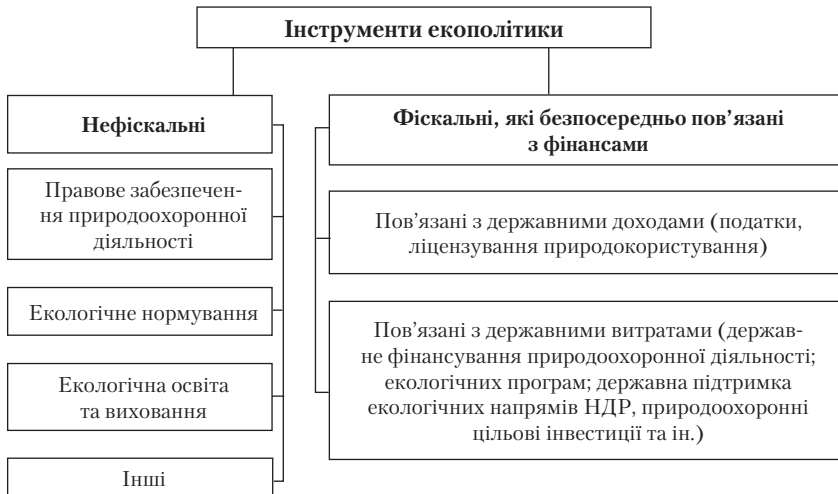 Інструменти екополітики
Нефіскальні
Правове забезпечен-
ня природоохоронної
діяльності
Екологічне нормування
Екологічна освіта
та виховання
Інші
Фіскальні, які безпосередньо пов’язані
з фінансами
Пов’язані з державними доходами (податки,
ліцензування природокористування)
Пов’язані з державними витратами (держав-
не фінансування природоохоронної діяльності;
екологічних програм; державна підтримка
екологічних напрямів НДР, природоохоронні
цільові інвестиції та ін.)